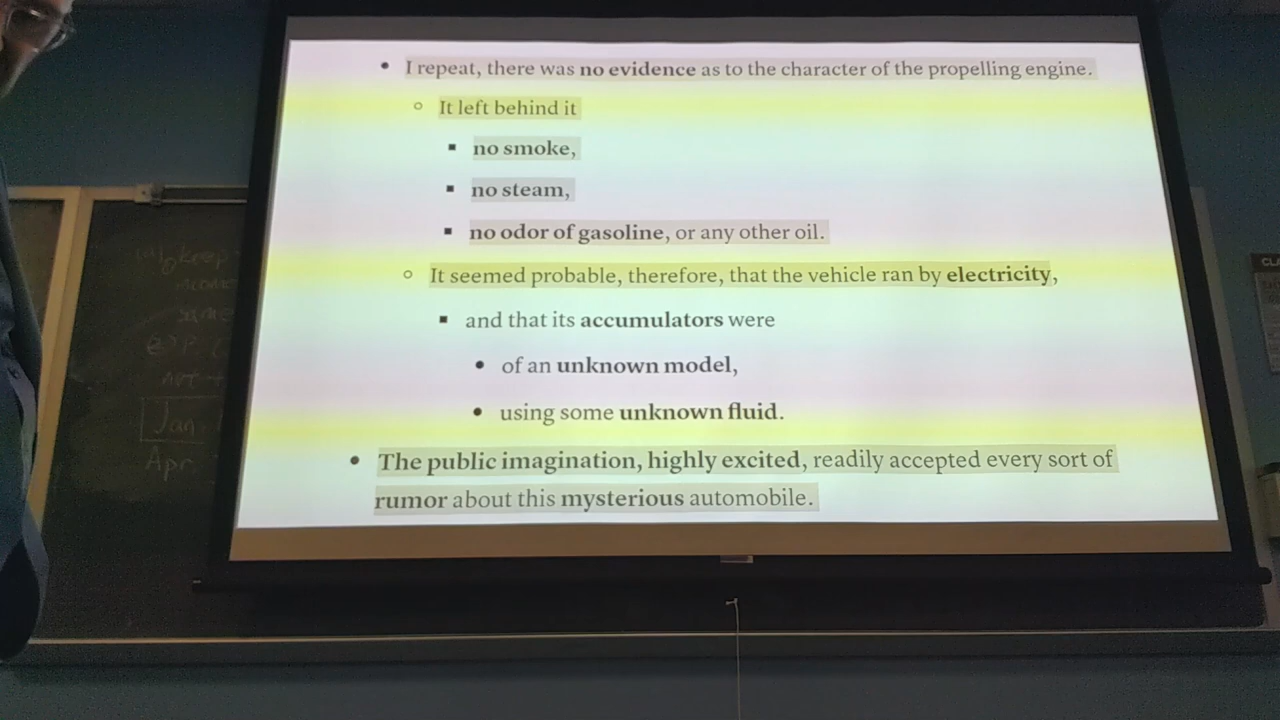 • I repeat, there was no evidence as to the character of the propelling engine.
○ It left behind it
▪ no smoke,
▪ no steam,
▪ no odor of gasoline, or any other oil.
○ It seemed probable, therefore, that the vehicle ran by electricity,
▪ and that its accumulators were
• of an unknown model,
• using some unknown fluid.
• The public imagination, highly excited, readily accepted every sort of
rumor about this mysterious automobile.
Jan
Apr